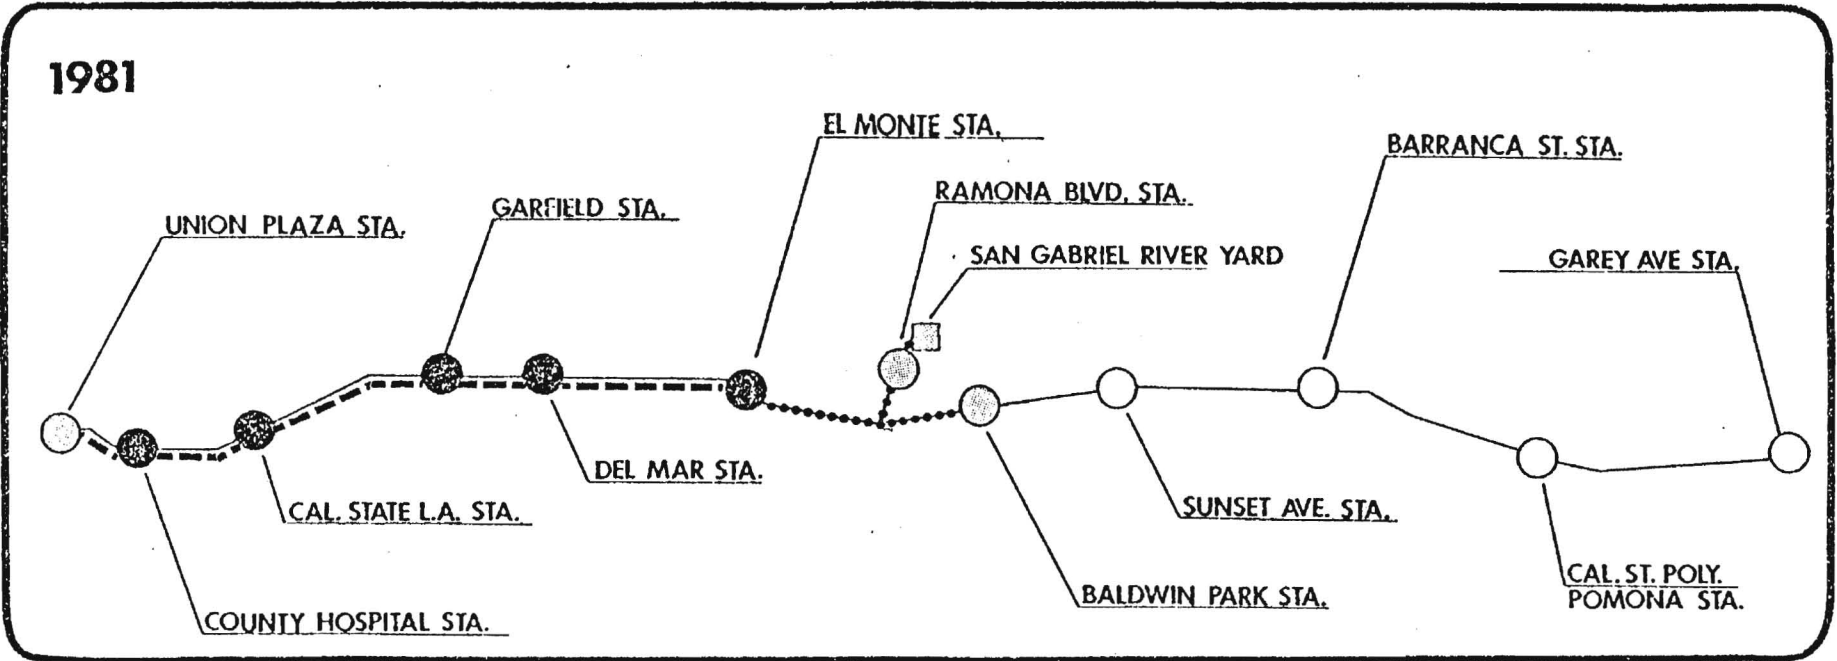 1981
EL MONTE STA.
BARRANCA ST. STA.
RAMONA BLVD. STA.
GARFIELD STA.
UNION PLAZA STA.
SAN GABRIEL RIVER YARD
GAREY AVE STA.
DEL MAR STA.
CAL. STATE L.A. STA.
SUNSET AVE. STA.
BALDWIN PARK STA.
CAL. ST. POLY.
POMONA STA.
COUNTY HOSPITAL STA.